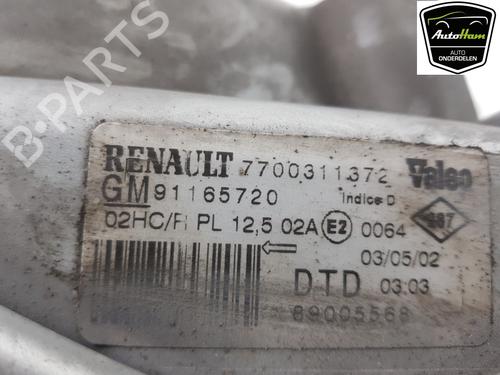 AutoHam
AUTO
ONDERDELEN
B-PARTS
RENAULT 7700311372 Valeo
GM 91165720 Indice D
02HC/R PL 12,5 02A E2 0064
03/05/02
DTD 03:03
89005568